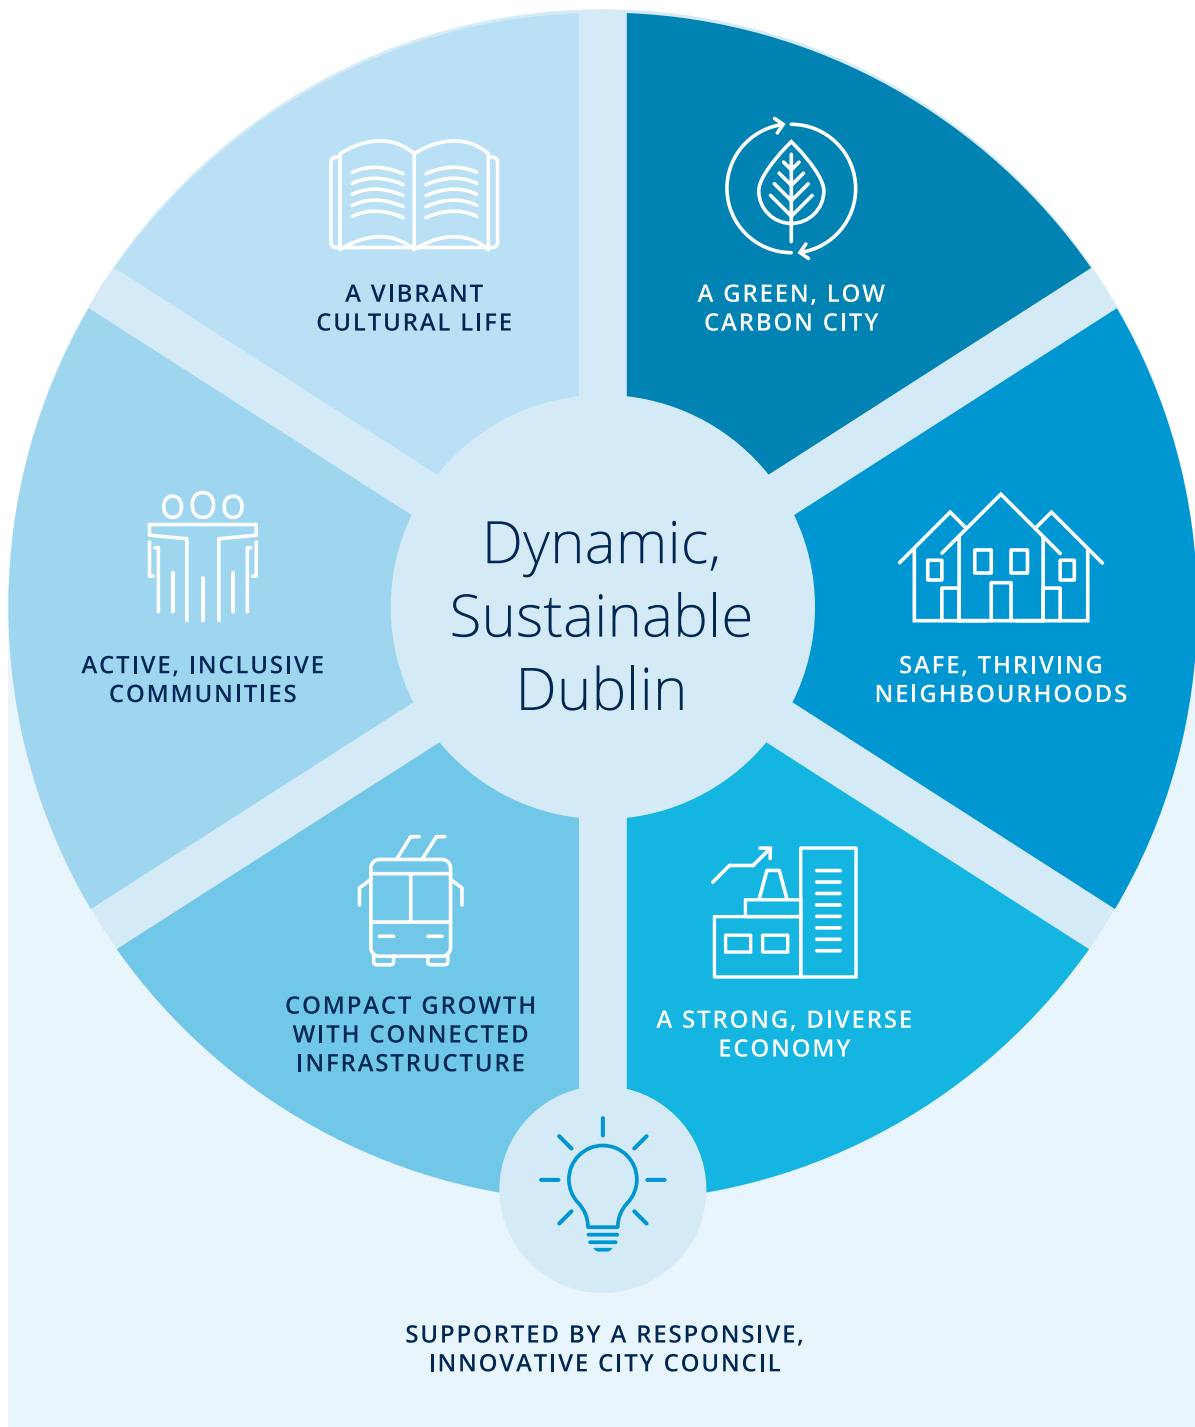 A VIBRANT
CULTURAL LIFE
A GREEN, LOW
CARBON CITY
Dynamic,
Sustainable
Dublin
ACTIVE, INCLUSIVE
COMMUNITIES
SAFE, THRIVING
NEIGHBOURHOODS
COMPACT GROWTH
WITH CONNECTED
INFRASTRUCTURE
A STRONG, DIVERSE
ECONOMY
SUPPORTED BY A RESPONSIVE,
INNOVATIVE CITY COUNCIL